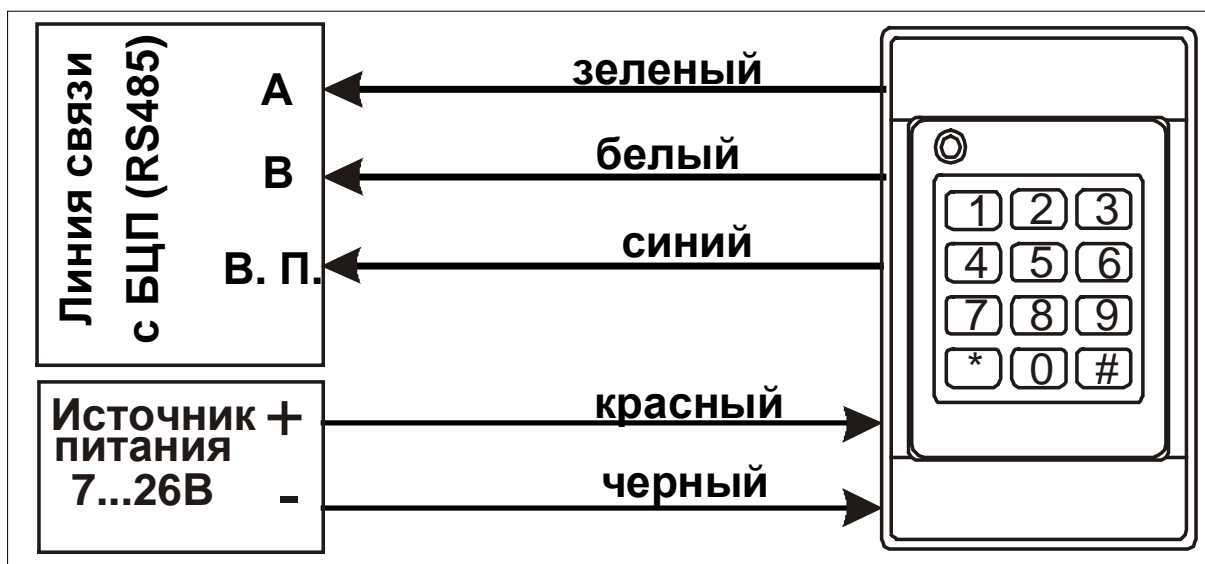 Линия связи
с БЦП (RS485)
А
В
В. П.
зеленый
белый
синий
Источник
питания
7...26В
+
-
красный
черный
1 2 3
4 5 6
7 8 9
* 0 #